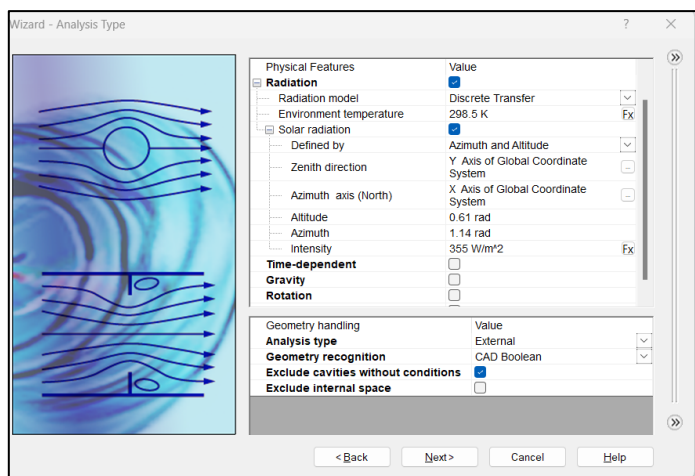 Wizard - Analysis Type ?
Physical Features Value
Radiation
Radiation model Discrete Transfer
Environment temperature 298.5 K Fx
Solar radiation
Defined by Azimuth and Altitude
Zenith direction Y Axis of Global Coordinate System
Azimuth axis (North) X Axis of Global Coordinate System
Altitude 0.61 rad
Azimuth 1.14 rad
Intensity 355 W/m^2 Fx
Time-dependent
Gravity
Rotation
Geometry handling Value
Analysis type External
Geometry recognition CAD Boolean
Exclude cavities without conditions
Exclude internal space
< Back Next > Cancel Help